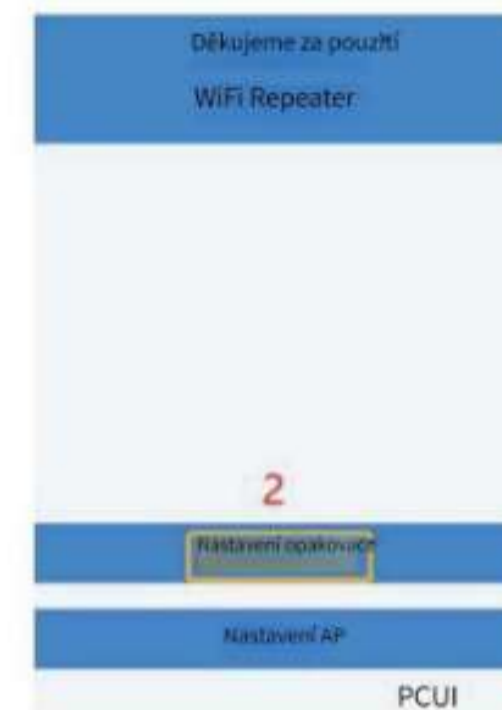 Děkujeme za použití
WiFi Repeater
2
Nastavení opakovače
Nastavení AP
PCUI